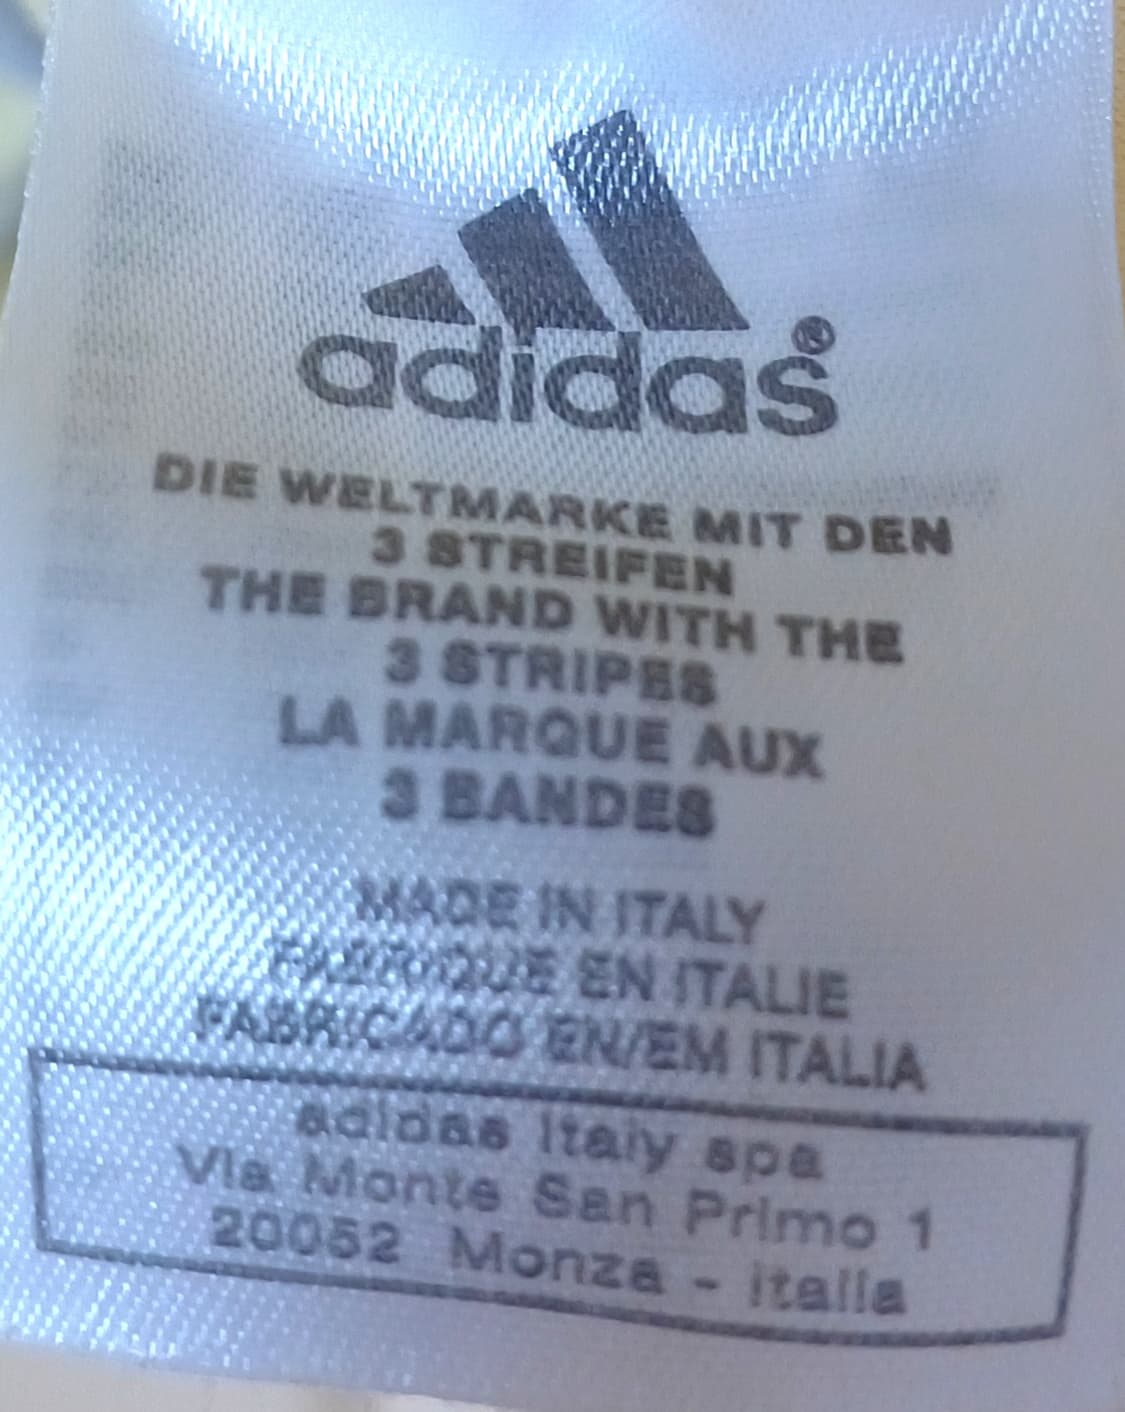 adidas®
DIE WELTMARKE MIT DEN
3 STREIFEN
THE BRAND WITH THE
3 STRIPES
LA MARQUE AUX
3 BANDES
MADE IN ITALY
FABRIQUE EN ITALIE
FABRICADO EN/EM ITALIA
adidas Italy spa
Via Monte San Primo 1
20052 Monza - Italia